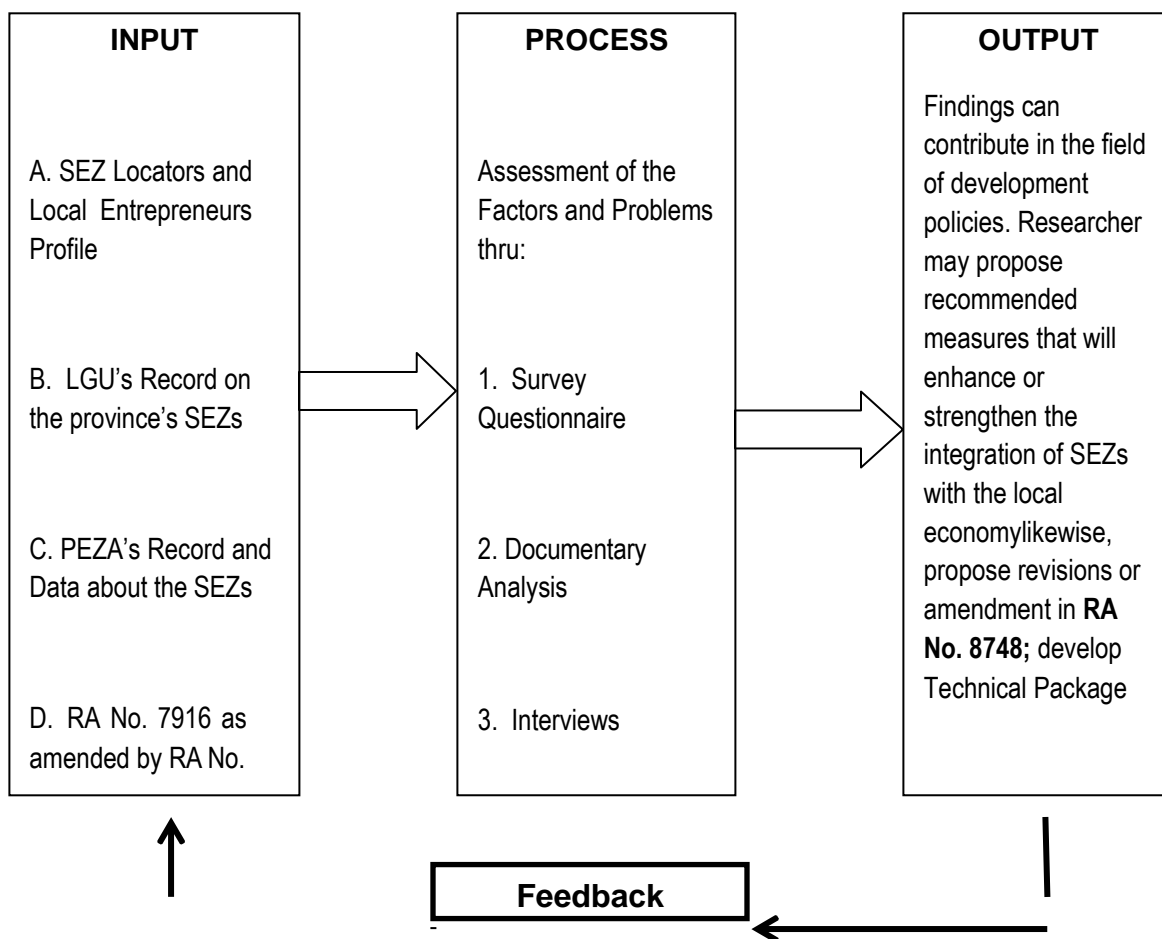 INPUT
A. SEZ Locators and
Local Entrepreneurs
Profile
B. LGU's Record on
the province's SEZs
C. PEZA's Record and
Data about the SEZs
D. RA No. 7916 as
amended by RA No.
PROCESS
Assessment of the
Factors and Problems
thru:
1. Survey
Questionnaire
2. Documentary
Analysis
3. Interviews
OUTPUT
Findings can
contribute in the field
of development
policies. Researcher
may propose
recommended
measures that will
enhance or
strengthen the
integration of SEZs
with the local
economylikewise,
propose revisions or
amendment in RA
No. 8748; develop
Technical Package
Feedback